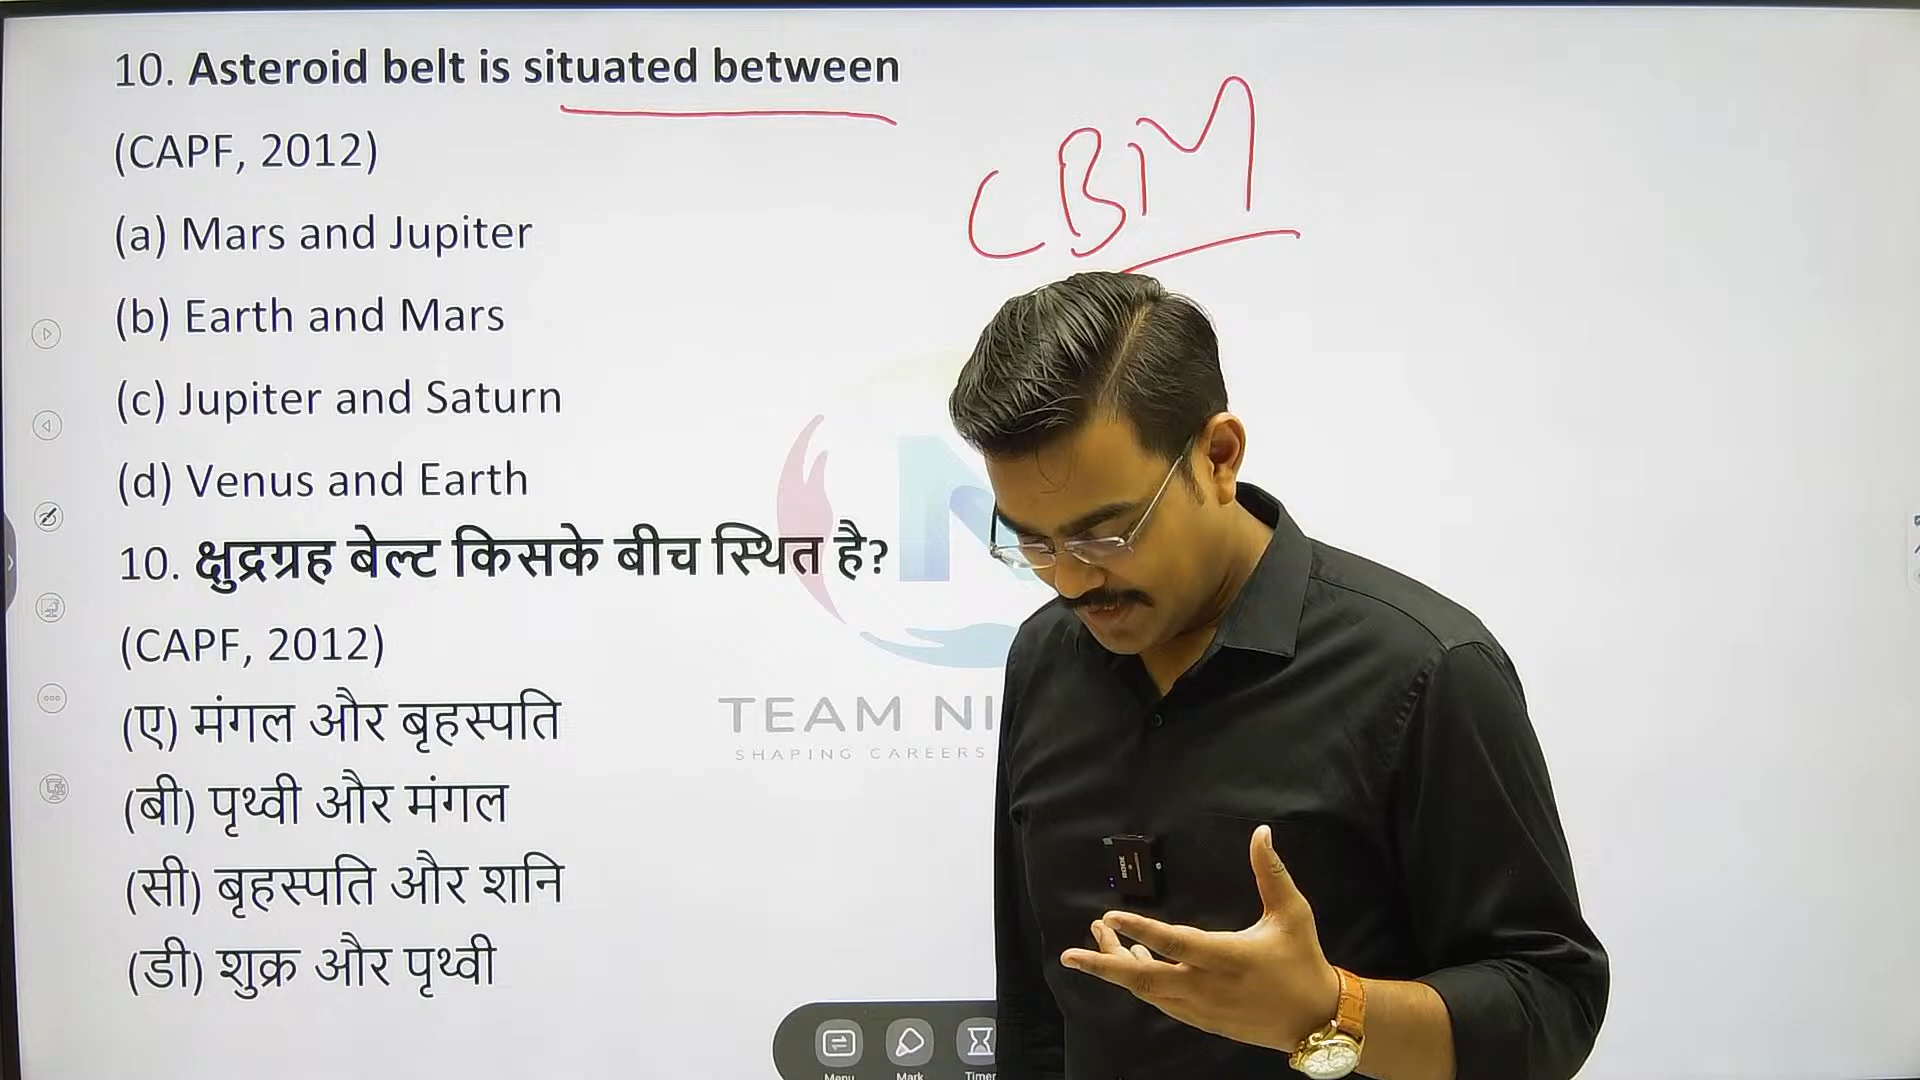 10. Asteroid belt is situated between
(CAPF, 2012)
(a) Mars and Jupiter
(b) Earth and Mars
(c) Jupiter and Saturn
(d) Venus and Earth
10. क्षुद्रग्रह बेल्ट किसके बीच स्थित है?
(CAPF, 2012)
(ए) मंगल और बृहस्पति
(बी) पृथ्वी और मंगल
(सी) बृहस्पति और शनि
(डी) शुक्र और पृथ्वी
CBM
TEAM NI
SHAPING CAREERS
RODE
Menu
Mark
Timer